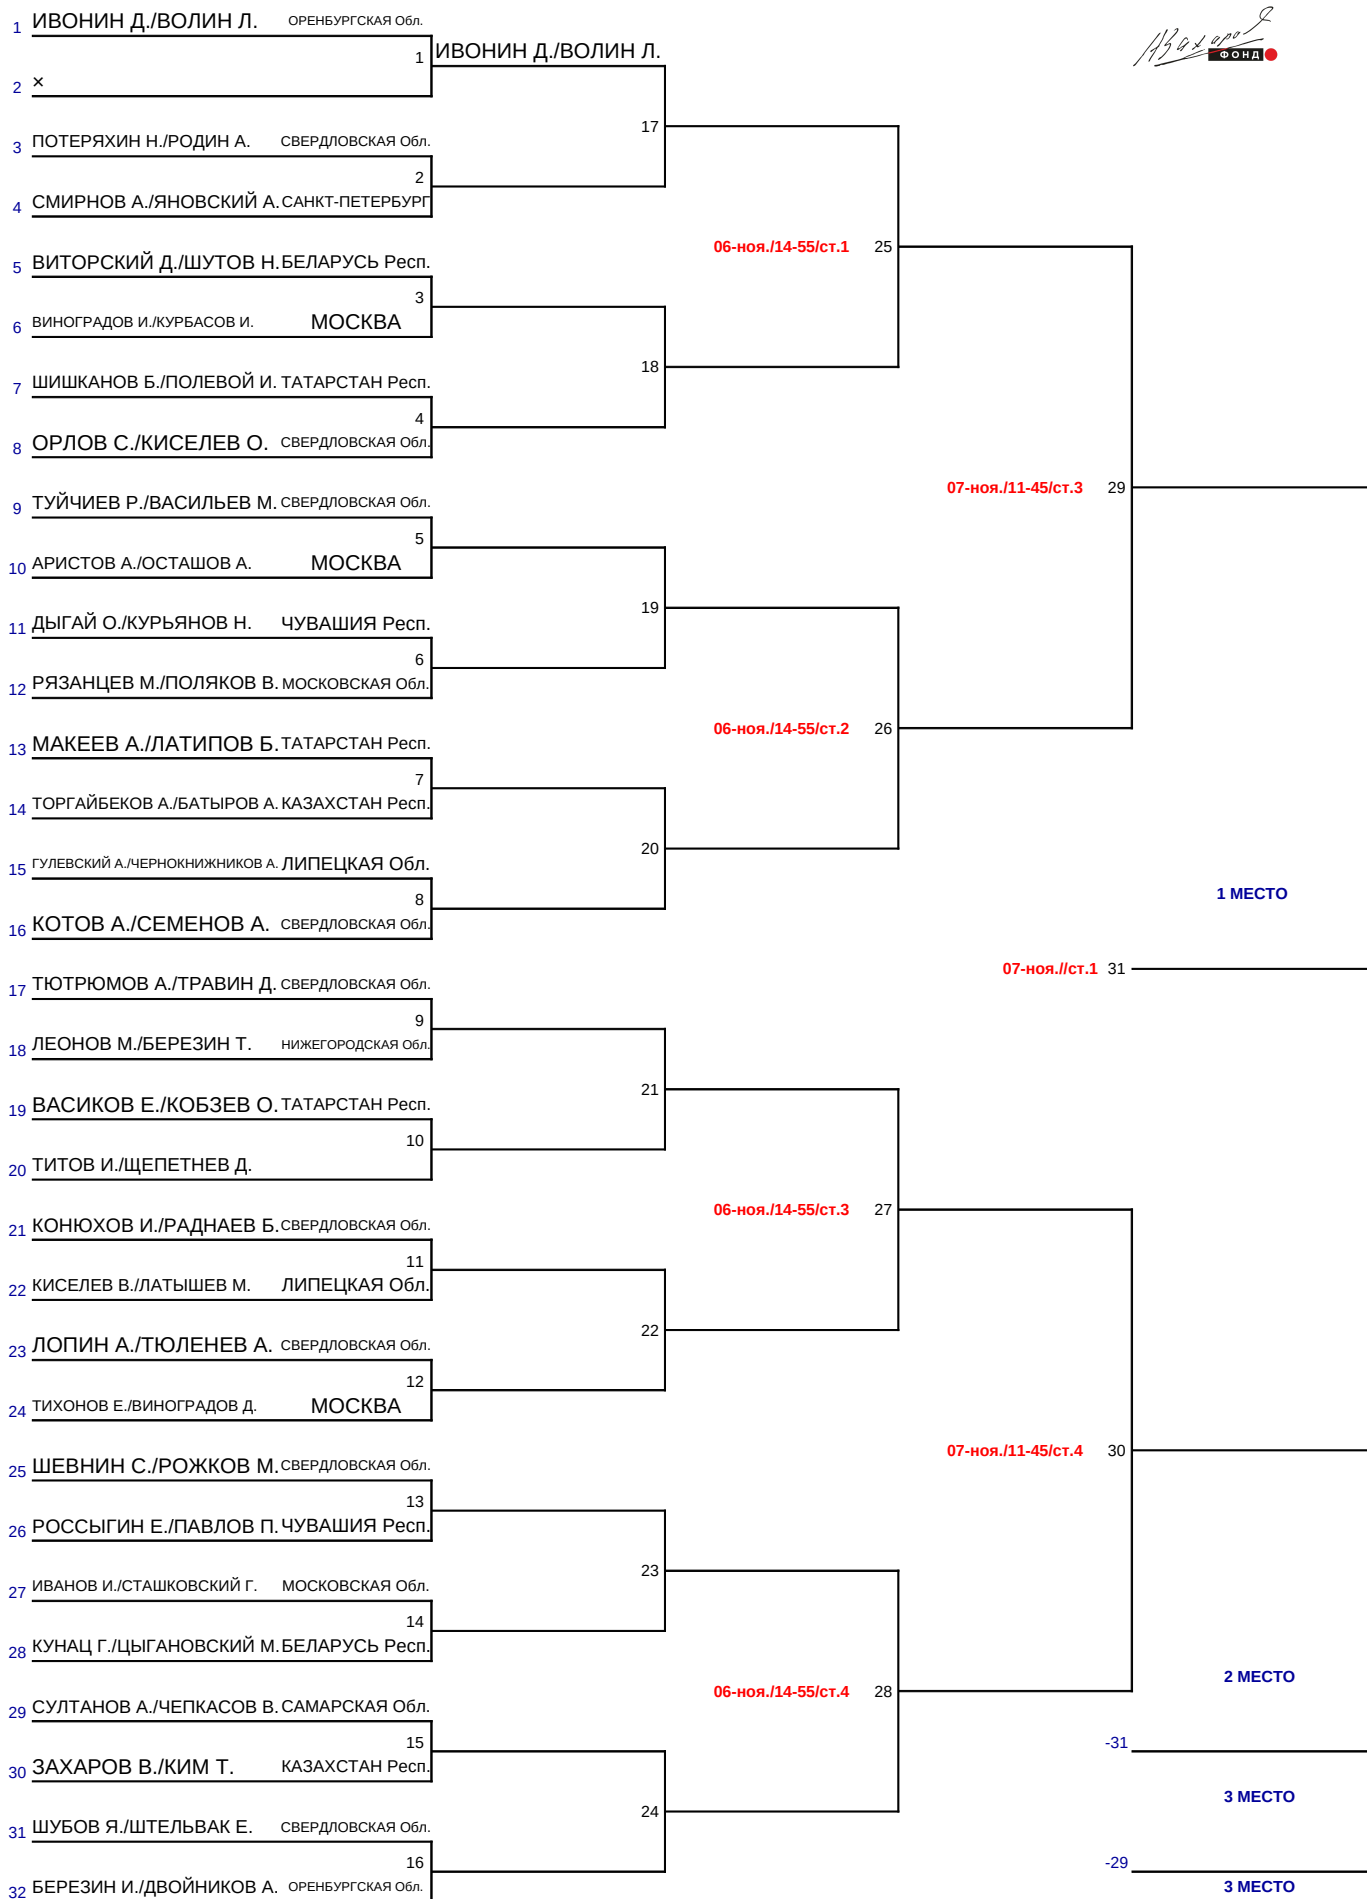 1 ИВОНИН Д./ВОЛИН Л. ОРЕНБУРГСКАЯ Обл.
ФОНД
1 ИВОНИН Д./ВОЛИН Л.
2 ×
17
3 ПОТЕРЯХИН Н./РОДИН А. СВЕРДЛОВСКАЯ Обл.
2
4 СМИРНОВ А./ЯНОВСКИЙ А. САНКТ-ПЕТЕРБУРГ
06-ноя./14-55/ст.1 25
5 ВИТОРСКИЙ Д./ШУТОВ Н. БЕЛАРУСЬ Респ.
3
6 ВИНОГРАДОВ И./КУРБАСОВ И. МОСКВА
18
7 ШИШКАНОВ Б./ПОЛЕВОЙ И. ТАТАРСТАН Респ.
4
8 ОРЛОВ С./КИСЕЛЕВ О. СВЕРДЛОВСКАЯ Обл.
07-ноя./11-45/ст.3 29
9 ТУЙЧИЕВ Р./ВАСИЛЬЕВ М. СВЕРДЛОВСКАЯ Обл.
5
10 АРИСТОВ А./ОСТАШОВ А. МОСКВА
19
11 ДЫГАЙ О./КУРЬЯНОВ Н. ЧУВАШИЯ Респ.
6
12 РЯЗАНЦЕВ М./ПОЛЯКОВ В. МОСКОВСКАЯ Обл.
06-ноя./14-55/ст.2 26
13 МАКЕЕВ А./ЛАТИПОВ Б. ТАТАРСТАН Респ.
7
14 ТОРГАЙБЕКОВ А./БАТЫРОВ А. КАЗАХСТАН Респ.
20
15 ГУЛЕВСКИЙ А./ЧЕРНОКНИЖНИКОВ А. ЛИПЕЦКАЯ Обл.
1 МЕСТО
8
16 КОТОВ А./СЕМЕНОВ А. СВЕРДЛОВСКАЯ Обл.
07-ноя.//ст.1 31
17 ТЮТРЮМОВ А./ТРАВИН Д. СВЕРДЛОВСКАЯ Обл.
9
18 ЛЕОНОВ М./БЕРЕЗИН Т. НИЖЕГОРОДСКАЯ Обл.
21
19 ВАСИКОВ Е./КОБЗЕВ О. ТАТАРСТАН Респ.
10
20 ТИТОВ И./ЩЕПЕТНЕВ Д.
06-ноя./14-55/ст.3 27
21 КОНЮХОВ И./РАДНАЕВ Б. СВЕРДЛОВСКАЯ Обл.
11
22 КИСЕЛЕВ В./ЛАТЫШЕВ М. ЛИПЕЦКАЯ Обл.
22
23 ЛОПИН А./ТЮЛЕНЕВ А. СВЕРДЛОВСКАЯ Обл.
12
24 ТИХОНОВ Е./ВИНОГРАДОВ Д. МОСКВА
07-ноя./11-45/ст.4 30
25 ШЕВНИН С./РОЖКОВ М. СВЕРДЛОВСКАЯ Обл.
13
26 РОССЫГИН Е./ПАВЛОВ П. ЧУВАШИЯ Респ.
23
27 ИВАНОВ И./СТАШКОВСКИЙ Г. МОСКОВСКАЯ Обл.
14
28 КУНАЦ Г./ЦЫГАНОВСКИЙ М. БЕЛАРУСЬ Респ.
2 МЕСТО
06-ноя./14-55/ст.4 28
29 СУЛТАНОВ А./ЧЕПКАСОВ В. САМАРСКАЯ Обл.
15
-31
30 ЗАХАРОВ В./КИМ Т. КАЗАХСТАН Респ.
3 МЕСТО
24
31 ШУБОВ Я./ШТЕЛЬВАК Е. СВЕРДЛОВСКАЯ Обл.
16
-29
32 БЕРЕЗИН И./ДВОЙНИКОВ А. ОРЕНБУРГСКАЯ Обл.
3 МЕСТО